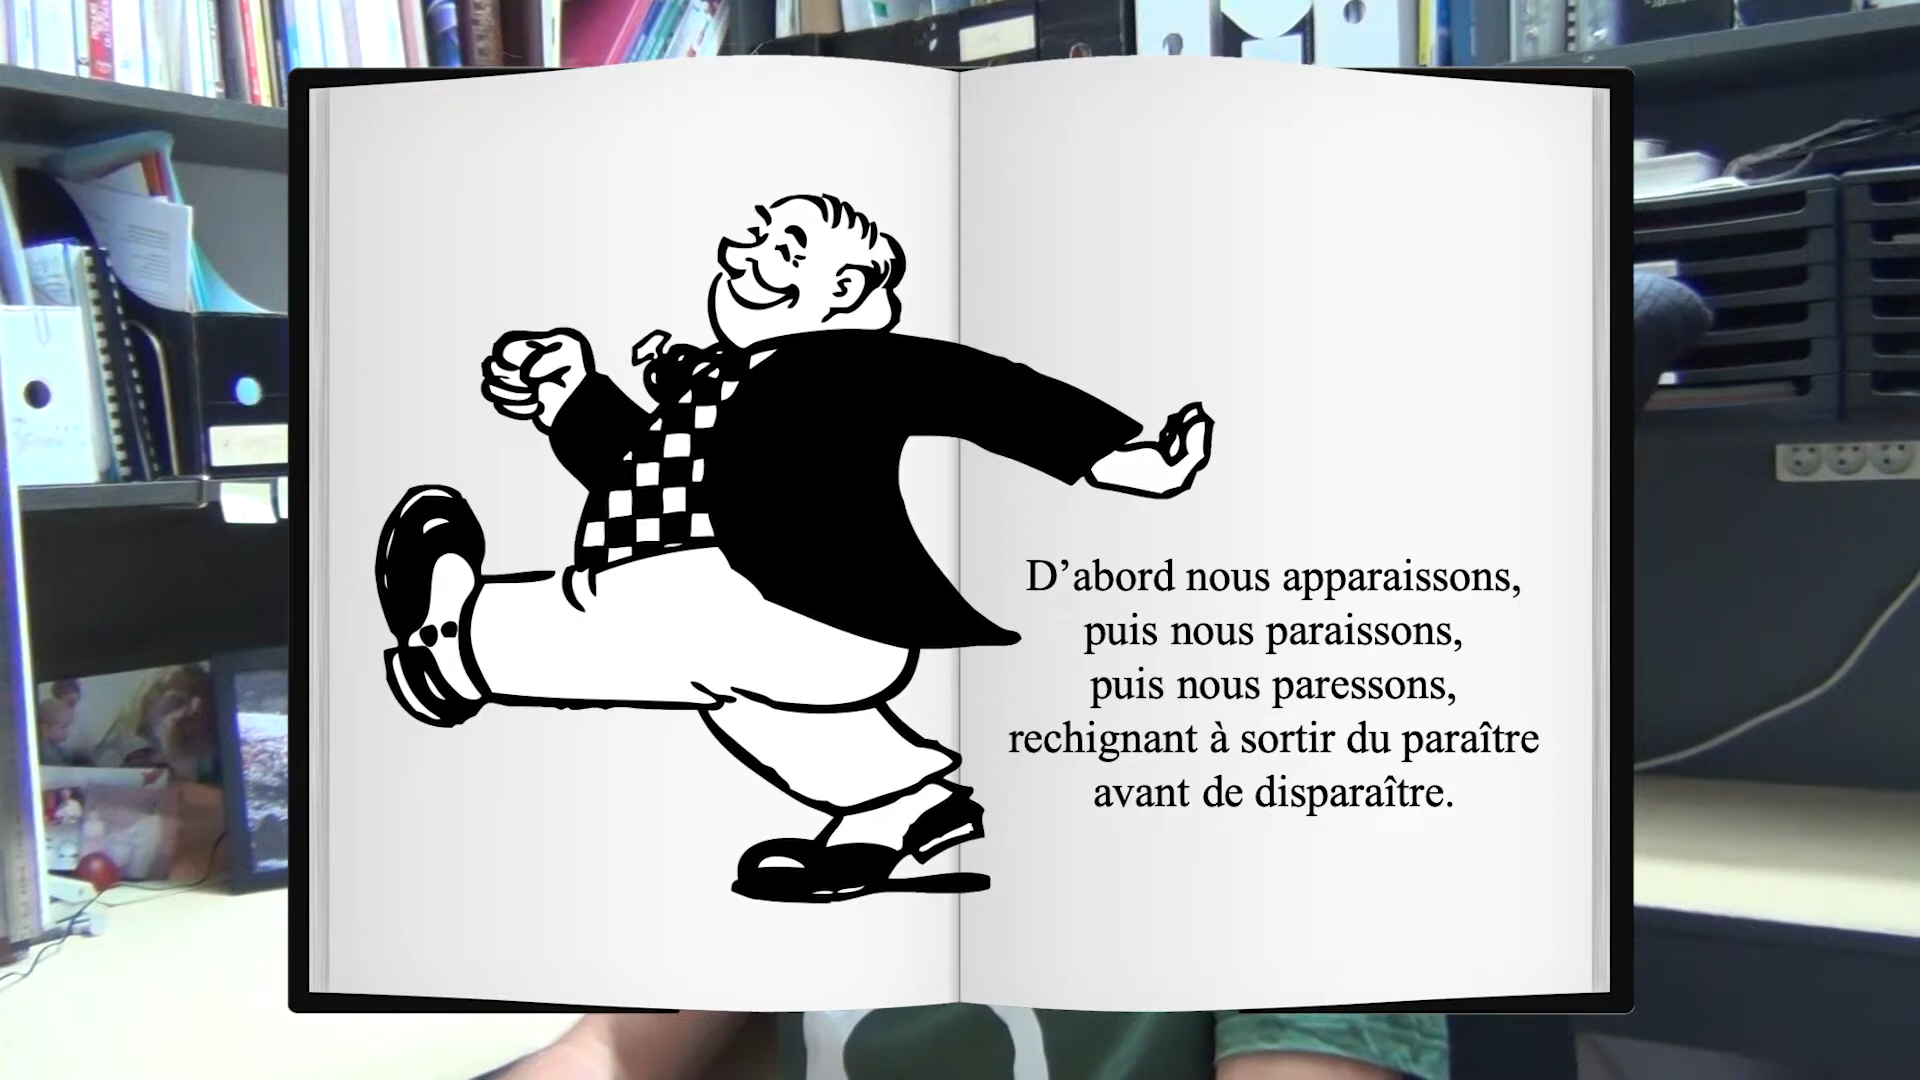 D’abord nous apparaissons,
puis nous paraissons,
puis nous paressons,
rechignant à sortir du paraître
avant de disparaître.